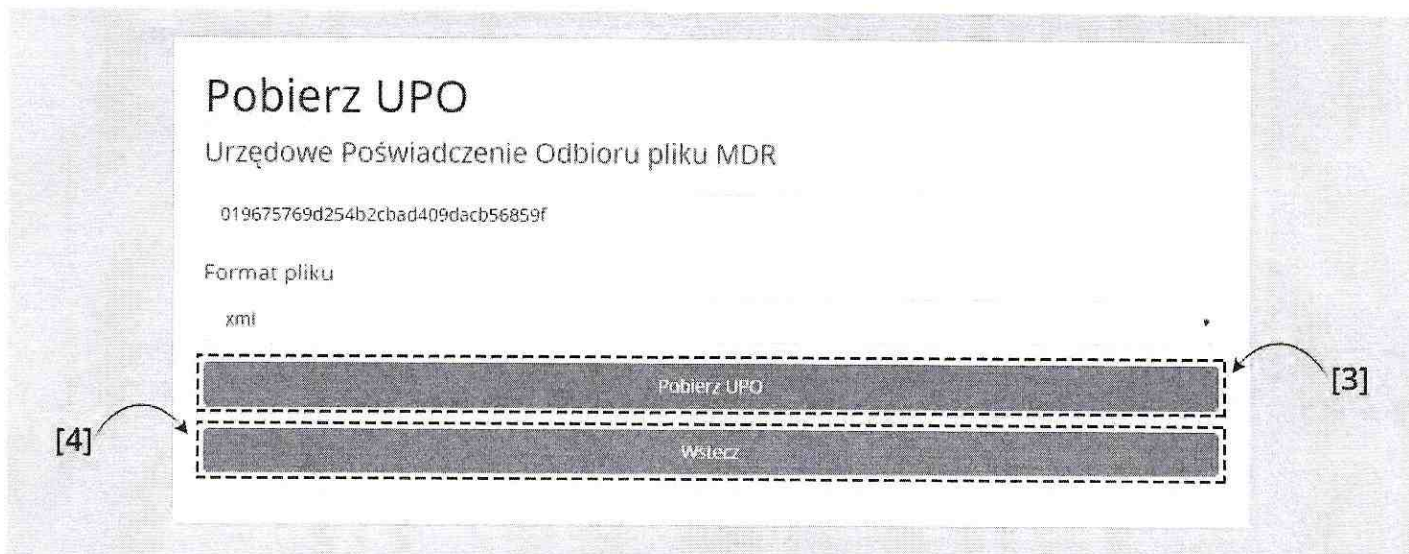 Pobierz UPO
Urzędowe Poświadczenie Odbioru pliku MDR
019675769d254b2cbad409dacb56859f
Format pliku
xml
Pobierz UPO
[3]
[4]
Wstecz